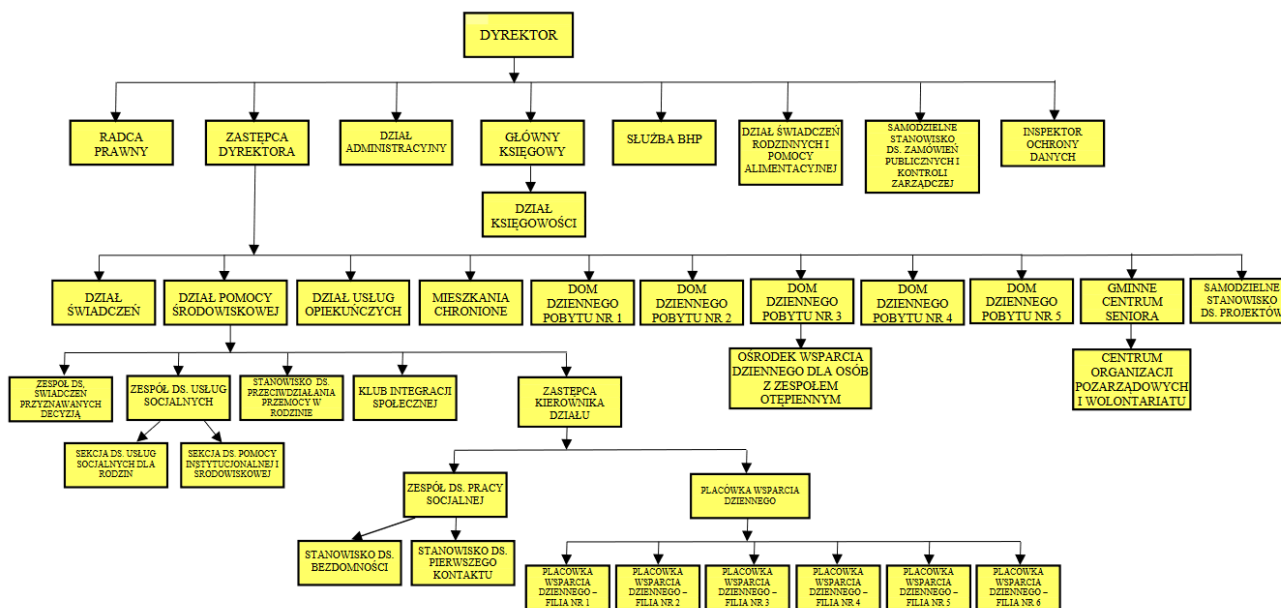 DYREKTOR
RADCA
PRAWNY
ZASTĘPCA
DYREKTORA
DZIAŁ
ADMINISTRACYJNY
GŁÓWNY
KSIĘGOWY
SŁUŻBA BHP
DZIAŁ ŚWIADCZEŃ
RODZINNYCH I
POMOCY
ALIMENTACYJNEJ
SAMODZIELNE
STANOWISKO,
DS. ZAMÓWIEŃ
PUBLICZNYCH I
KONTROLI
ZARZĄDCZEJ
INSPEKTOR
OCHRONY
DANYCH
DZIAŁ
KSIĘGOWOŚCI
DZIAŁ
ŚWIADCZEŃ
DZIAŁ POMOCY
ŚRODOWISKOWEJ
DZIAŁ USŁUG
OPIEKUŃCZYCH
MIESZKANIA
CHRONIONE
DOM
DZIENNEGO
POBYTU NR 1
DOM
DZIENNEGO
POBYTU NR 2
DOM
DZIENNEGO
POBYTU NR 3
DOM
DZIENNEGO
POBYTU NR 4
DOM
DZIENNEGO
POBYTU NR 5
GMINNE
CENTRUM
SENIORA
SAMODZIELNE
STANOWISKO
DS. PROJEKTÓW
OŚRODEK WSPARCIA
DZIENNEGO DLA OSÓB
Z ZESPOŁEM
OTĘPIENNYM
CENTRUM
ORGANIZACJI
POZARZĄDOWYCH
I WOLONTARIATU
ZESPÓŁ DS,
ŚWIADCZEŃ
PRZYZNAWANYCH
DECYZJĄ
ZESPÓŁ DS. USŁUG
SOCJALNYCH
STANOWISKO DS.
PRZECIWDZIAŁANIA
PRZEMOCY W
RODZINIE
KLUB INTEGRACJI
SPOŁECZNEJ
ZASTĘPCA
KIEROWNIKA
DZIAŁU
SEKCJA DS. USŁUG
SOCJALNYCH DLA
RODZIN
SEKCJA DS. POMOCY
INSTYTUCJONALNEJ I
ŚRODOWISKOWEJ
ZESPÓŁ DS. PRACY
SOCJALNEJ
PLACÓWKA WSPARCIA
DZIENNEGO
STANOWISKO DS.
BEZDOMNOŚCI
STANOWISKO DS.
PIERWSZEGO
KONTAKTU
PLACÓWKA
WSPARCIA
DZIENNEGO –
FILIA NR 1
PLACÓWKA
WSPARCIA
DZIENNEGO –
FILIA NR 2
PLACÓWKA
WSPARCIA
DZIENNEGO –
FILIA NR 3
PLACÓWKA
WSPARCIA
DZIENNEGO –
FILIA NR 4
PLACÓWKA
WSPARCIA
DZIENNEGO –
FILIA NR 5
PLACÓWKA
WSPARCIA
DZIENNEGO –
FILIA NR 6